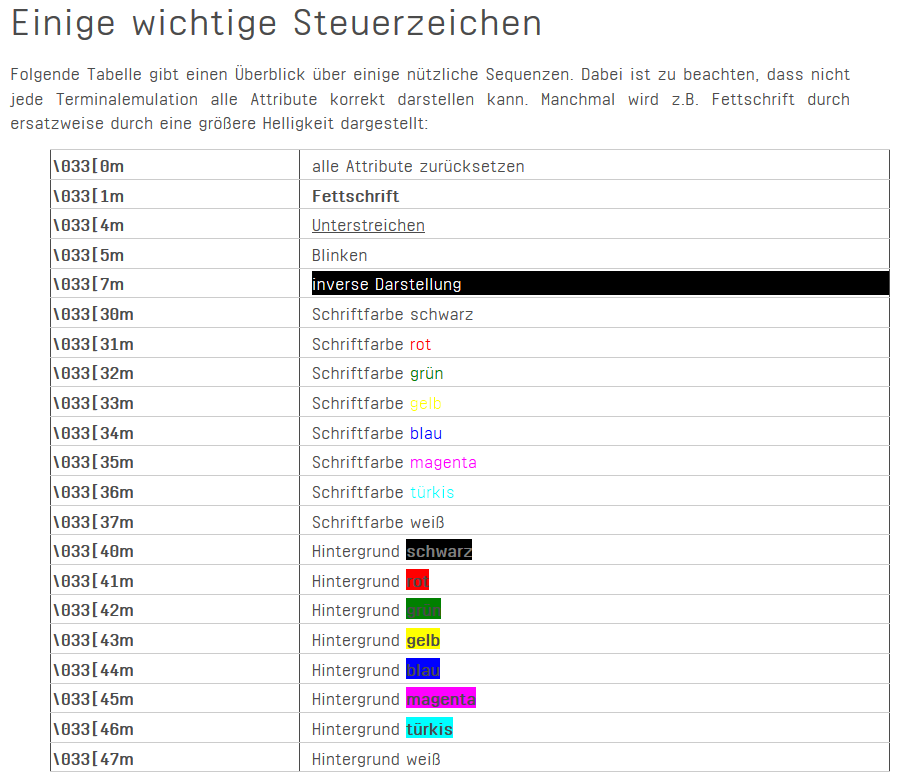 Einige wichtige Steuerzeichen
Folgende Tabelle gibt einen Überblick über einige nützliche Sequenzen. Dabei ist zu beachten, dass nicht
jede Terminalemulation alle Attribute korrekt darstellen kann. Manchmal wird z.B. Fettschrift durch
ersatzweise durch eine größere Helligkeit dargestellt:
\033[0m alle Attribute zurücksetzen
\033[1m Fettschrift
\033[4m Unterstreichen
\033[5m Blinken
\033[7m inverse Darstellung
\033[30m Schriftfarbe schwarz
\033[31m Schriftfarbe rot
\033[32m Schriftfarbe grün
\033[33m Schriftfarbe gelb
\033[34m Schriftfarbe blau
\033[35m Schriftfarbe magenta
\033[36m Schriftfarbe türkis
\033[37m Schriftfarbe weiß
\033[40m Hintergrund schwarz
\033[41m Hintergrund rot
\033[42m Hintergrund grün
\033[43m Hintergrund gelb
\033[44m Hintergrund blau
\033[45m Hintergrund magenta
\033[46m Hintergrund türkis
\033[47m Hintergrund weiß